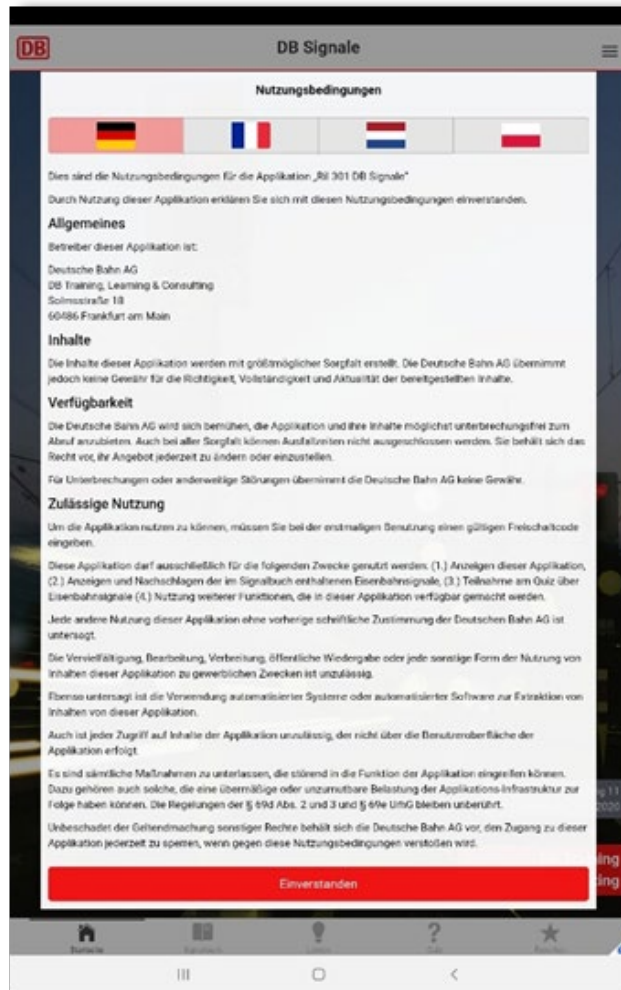 DB
DB Signale
Nutzungsbedingungen
Dies sind die Nutzungsbedingungen für die Applikation „Ril 301 DB Signale"
Durch Nutzung dieser Applikation erklären Sie sich mit diesen Nutzungsbedingungen einverstanden.
Allgemeines
Betreiber dieser Applikation ist:
Deutsche Bahn AG
DB Training, Learning & Consulting
Solmsstraße 18
60486 Frankfurt am Main
Inhalte
Die Inhalte dieser Applikation werden mit größtmöglicher Sorgfalt erstellt. Die Deutsche Bahn AG übernimmt
jedoch keine Gewähr für die Richtigkeit, Vollständigkeit und Aktualität der bereitgestellten Inhalte.
Verfügbarkeit
Die Deutsche Bahn AG wird sich bemühen, die Applikation und ihre Inhalte möglichst unterbrechungsfrei zum
Abruf anzubieten. Auch bei aller Sorgfalt können Ausfallzeiten nicht ausgeschlossen werden. Sie behält sich das
Recht vor, ihr Angebot jederzeit zu ändern oder einzustellen.
Für Unterbrechungen oder anderweitige Störungen übernimmt die Deutsche Bahn AG keine Gewähr.
Zulässige Nutzung
Um die Applikation nutzen zu können, müssen Sie bei der erstmaligen Benutzung einen gültigen Freischaltcode
eingeben.
Diese Applikation darf ausschließlich für die folgenden Zwecke genutzt werden: (1.) Anzeigen dieser Applikation,
(2.) Anzeigen und Nachschlagen der im Signalbuch enthaltenen Eisenbahnsignale, (3.) Teilnahme am Quiz über
Eisenbahnsignale (4.) Nutzung weiterer Funktionen, die in dieser Applikation verfügbar gemacht werden.
Jede andere Nutzung dieser Applikation ohne vorherige schriftliche Zustimmung der Deutschen Bahn AG ist
untersagt.
Die Vervielfältigung, Bearbeitung, Verbreitung, öffentliche Wiedergabe oder jede sonstige Form der Nutzung von
Inhalten dieser Applikation zu gewerblichen Zwecken ist unzulässig.
Ebenso untersagt ist die Verwendung automatisierter Systeme oder automatisierter Software zur Extraktion von
Inhalten von dieser Applikation.
Auch ist jeder Zugriff auf Inhalte der Applikation unzulässig, der nicht über die Benutzeroberfläche der
Applikation erfolgt.
Es sind sämtliche Maßnahmen zu unterlassen, die störend in die Funktion der Applikation eingreifen können.
Dazu gehören auch solche, die eine übermäßige oder unzumutbare Belastung der Applikations-Infrastruktur zur
Folge haben können. Die Regelungen der § 69d Abs. 2 und 3 und § 69e UrhG bleiben unberührt.
Unbeschadet der Geltendmachung sonstiger Rechte behält sich die Deutsche Bahn AG vor, den Zugang zu dieser
Applikation jederzeit zu sperren, wenn gegen diese Nutzungsbedingungen verstoßen wird.
Einverstanden
Startseite